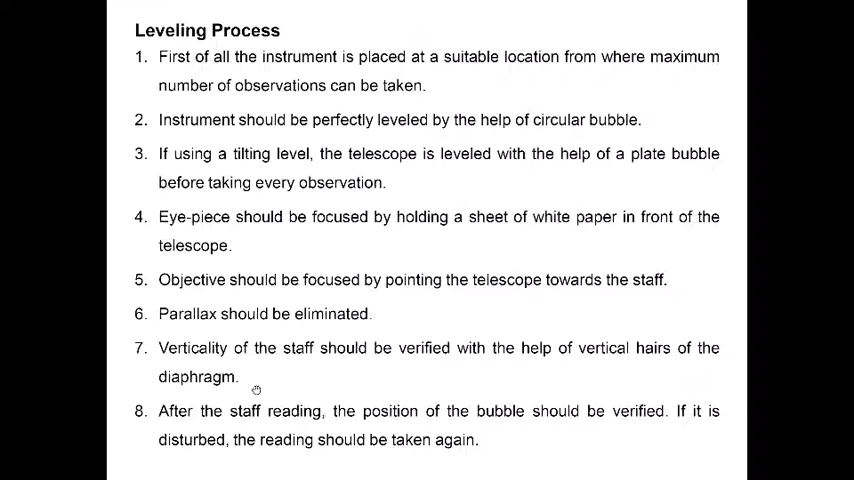 Leveling Process
1. First of all the instrument is placed at a suitable location from where maximum
number of observations can be taken.
2. Instrument should be perfectly leveled by the help of circular bubble.
3. If using a tilting level, the telescope is leveled with the help of a plate bubble
before taking every observation.
4. Eye-piece should be focused by holding a sheet of white paper in front of the
telescope.
5. Objective should be focused by pointing the telescope towards the staff.
6. Parallax should be eliminated.
7. Verticality of the staff should be verified with the help of vertical hairs of the
diaphragm.
8. After the staff reading, the position of the bubble should be verified. If it is
disturbed, the reading should be taken again.